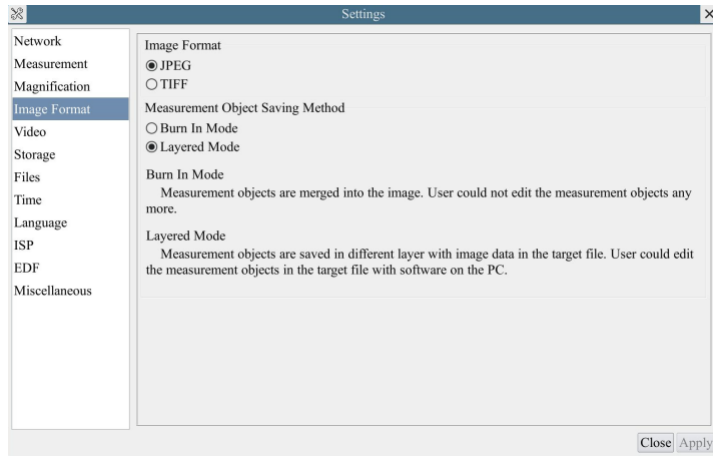 Settings
Network
Measurement
Magnification
Image Format
Video
Storage
Files
Time
Language
ISP
EDF
Miscellaneous
Image Format
JPEG
TIFF
Measurement Object Saving Method
Burn In Mode
Layered Mode
Burn In Mode
Measurement objects are merged into the image. User could not edit the measurement objects any
more.
Layered Mode
Measurement objects are saved in different layer with image data in the target file. User could edit
the measurement objects in the target file with software on the PC.
Close Apply